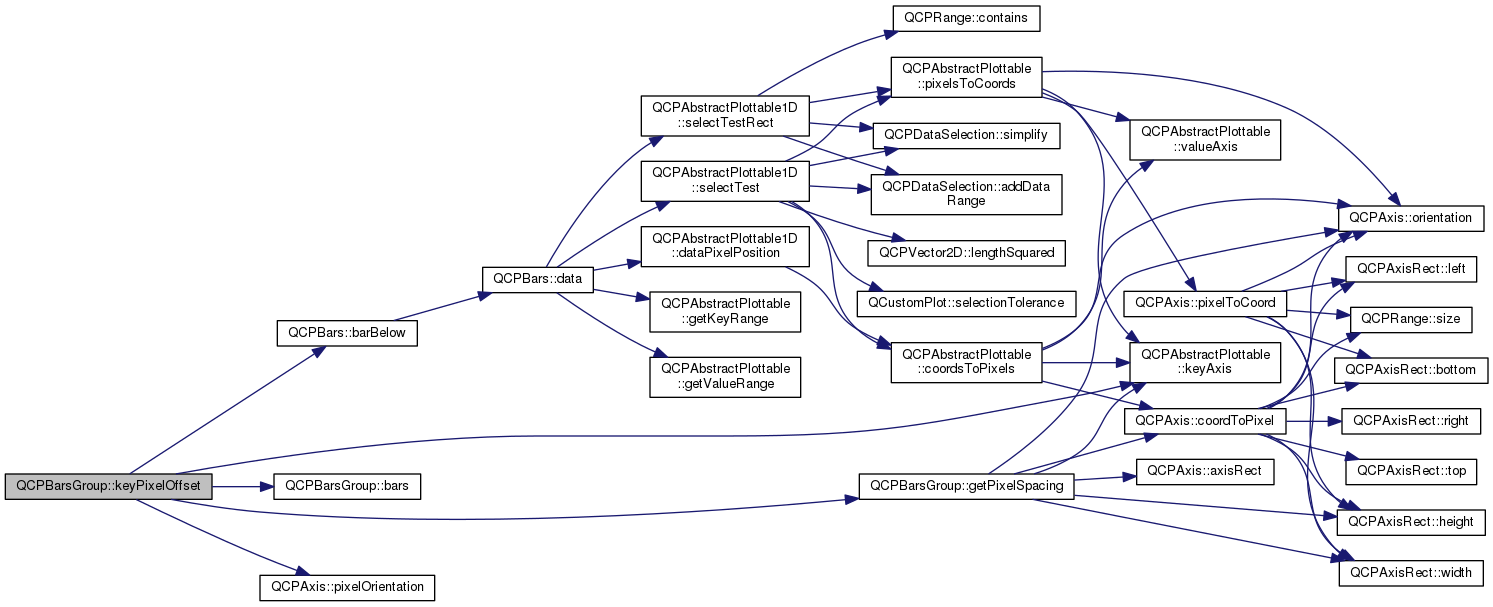 QCPBarsGroup::keyPixelOffset
QCPBars::barBelow
QCPBarsGroup::bars
QCPAxis::pixelOrientation
QCPBars::data
QCPAbstractPlottable1D
::selectTestRect
QCPAbstractPlottable1D
::selectTest
QCPAbstractPlottable1D
::dataPixelPosition
QCPAbstractPlottable
::getKeyRange
QCPAbstractPlottable
::getValueRange
QCPRange::contains
QCPAbstractPlottable
::pixelsToCoords
QCPDataSelection::simplify
QCPDataSelection::addData
Range
QCPVector2D::lengthSquared
QCustomPlot::selectionTolerance
QCPAbstractPlottable
::coordsToPixels
QCPBarsGroup::getPixelSpacing
QCPAbstractPlottable
::valueAxis
QCPAxis::pixelToCoord
QCPAbstractPlottable
::keyAxis
QCPAxis::coordToPixel
QCPAxis::axisRect
QCPAxis::orientation
QCPAxisRect::left
QCPRange::size
QCPAxisRect::bottom
QCPAxisRect::right
QCPAxisRect::top
QCPAxisRect::height
QCPAxisRect::width